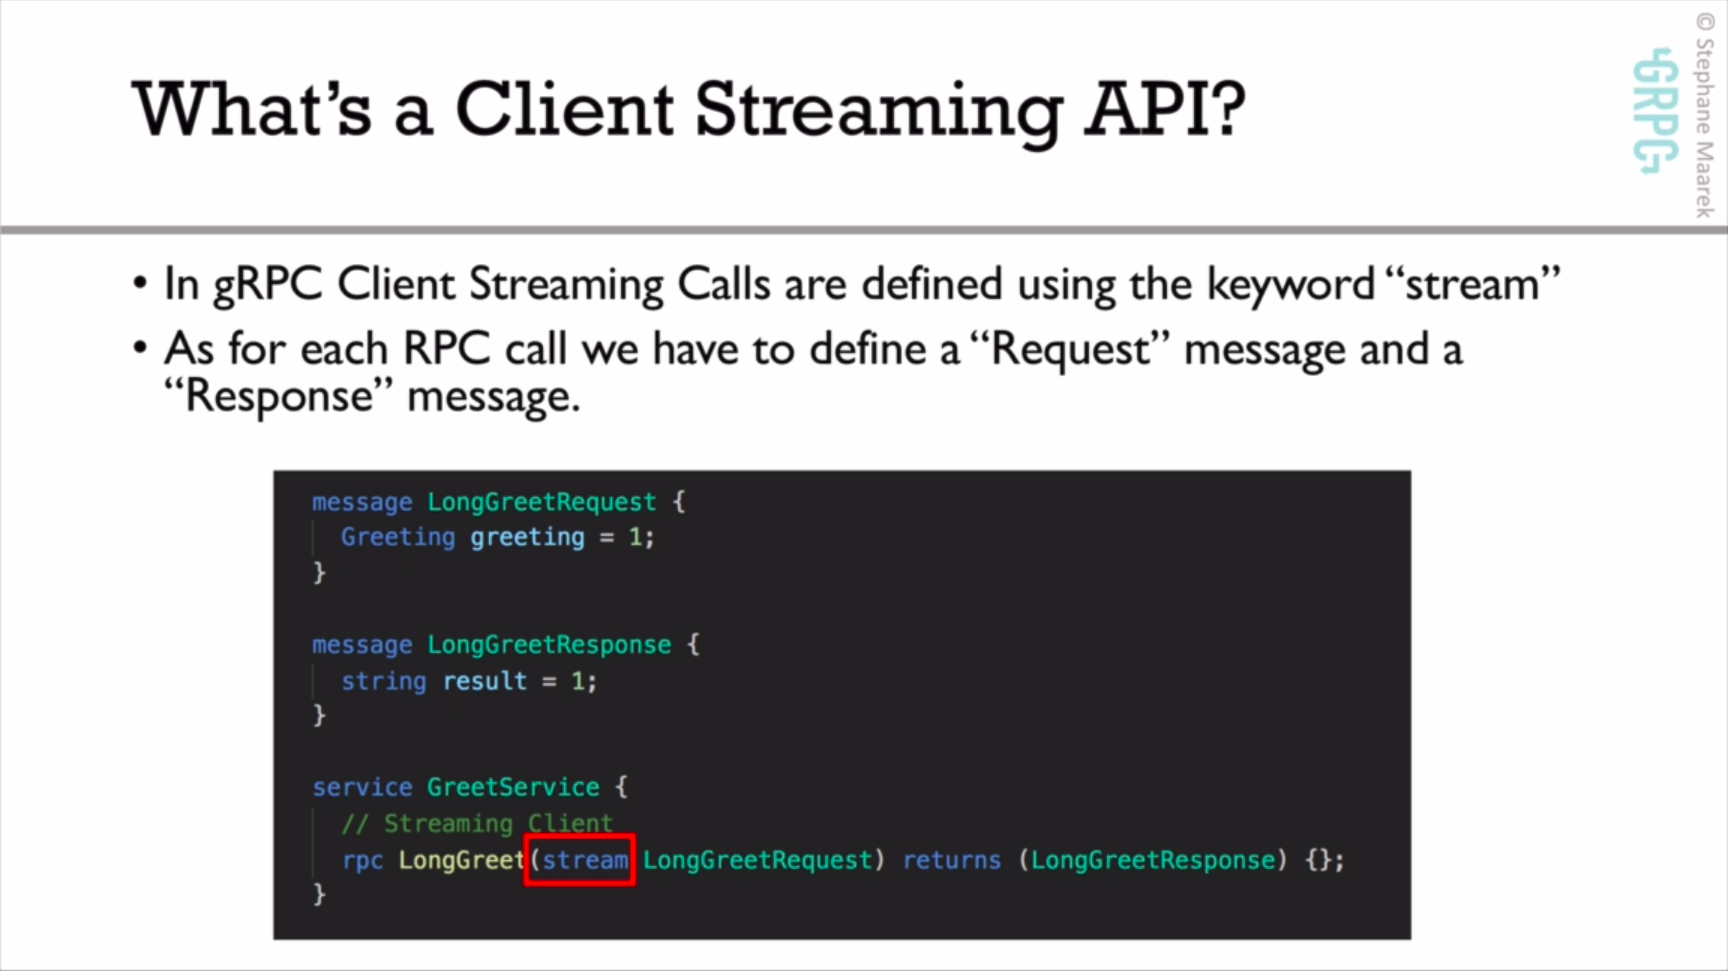 What's a Client Streaming API?
GRPC
© Stephane Maarek
• In gRPC Client Streaming Calls are defined using the keyword “stream”
• As for each RPC call we have to define a “Request” message and a
“Response” message.
message LongGreetRequest {
Greeting greeting = 1;
}
message LongGreetResponse {
string result = 1;
}
service GreetService {
// Streaming Client
rpc LongGreet(stream LongGreetRequest) returns (LongGreetResponse) {};
}